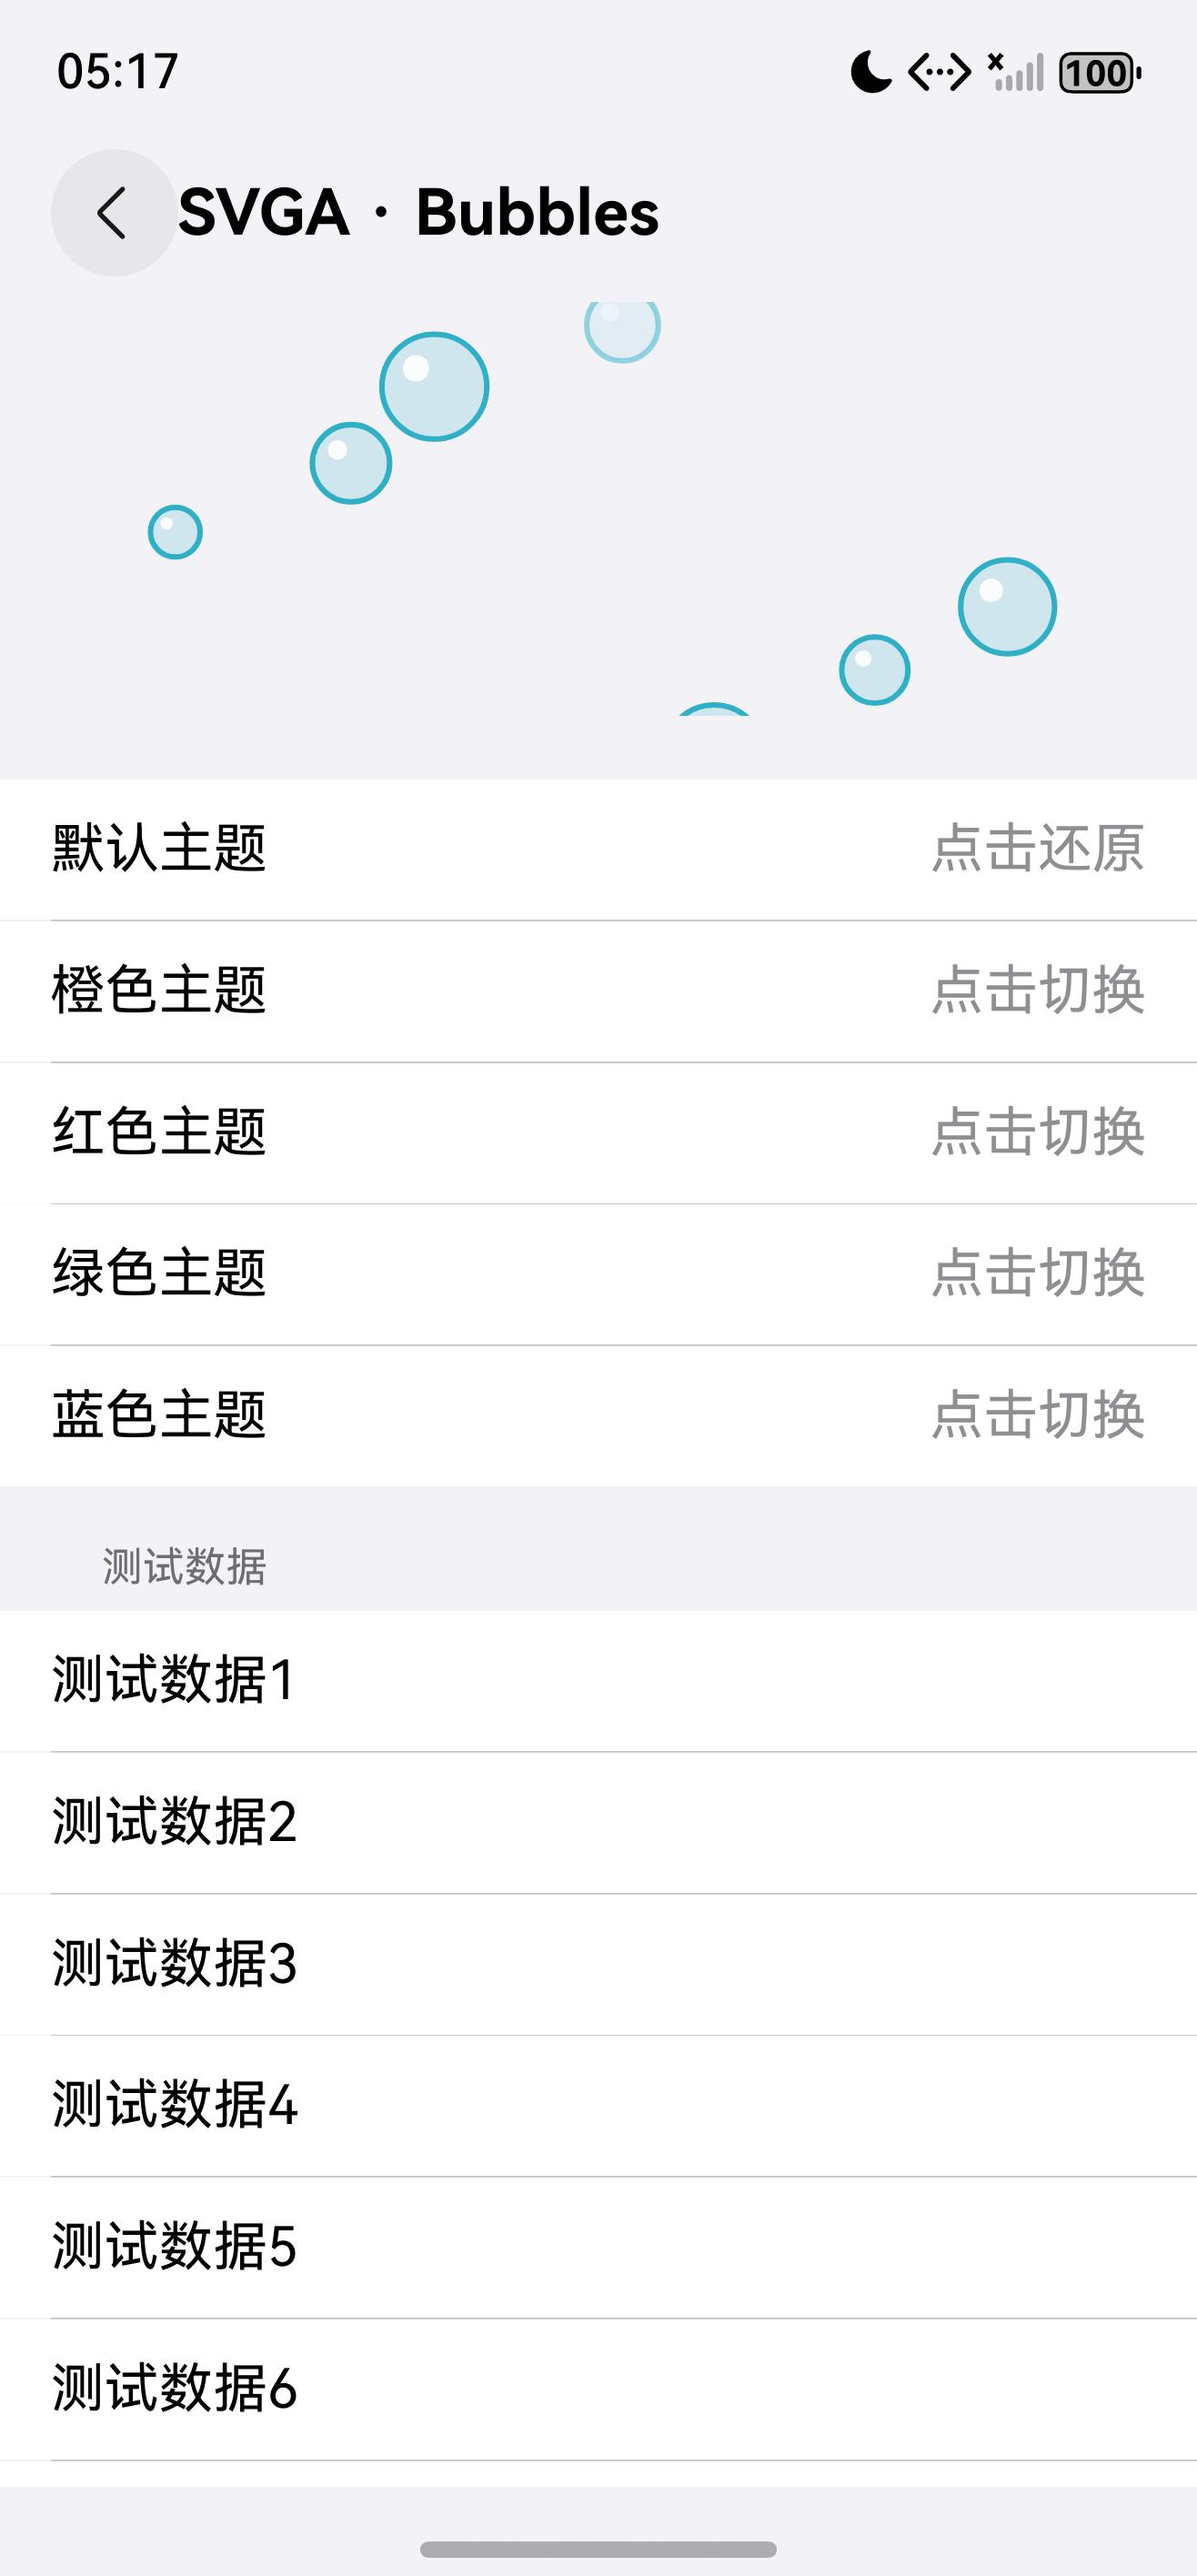 05:17
100
SVGA · Bubbles
默认主题 点击还原
橙色主题 点击切换
红色主题 点击切换
绿色主题 点击切换
蓝色主题 点击切换
测试数据
测试数据1
测试数据2
测试数据3
测试数据4
测试数据5
测试数据6